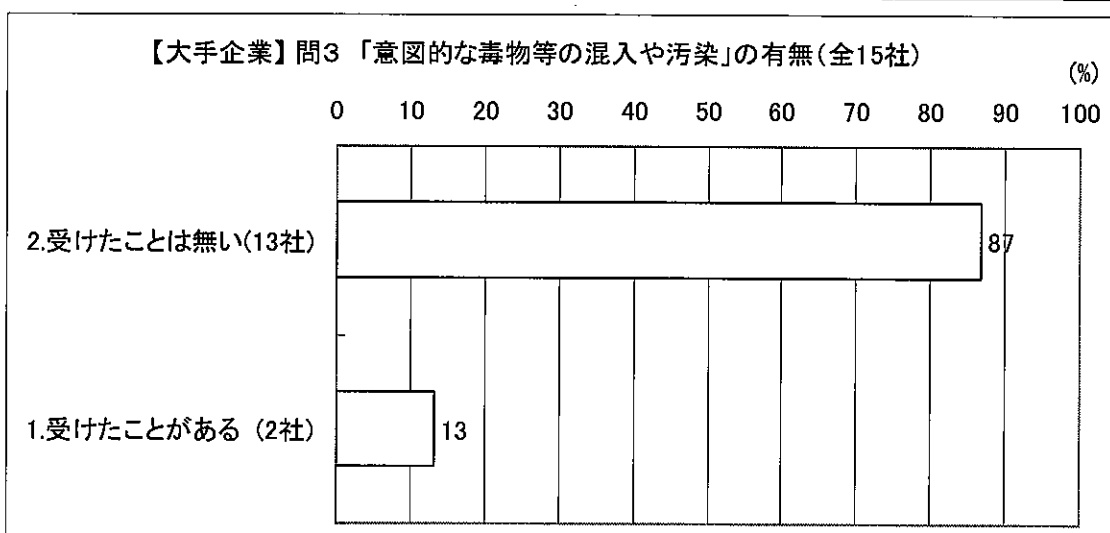 【大手企業】問3 「意図的な毒物等の混入や汚染」の有無(全15社)
(%)
0 10 20 30 40 50 60 70 80 90 100
2.受けたことは無い(13社)
87
1.受けたことがある (2社)
13